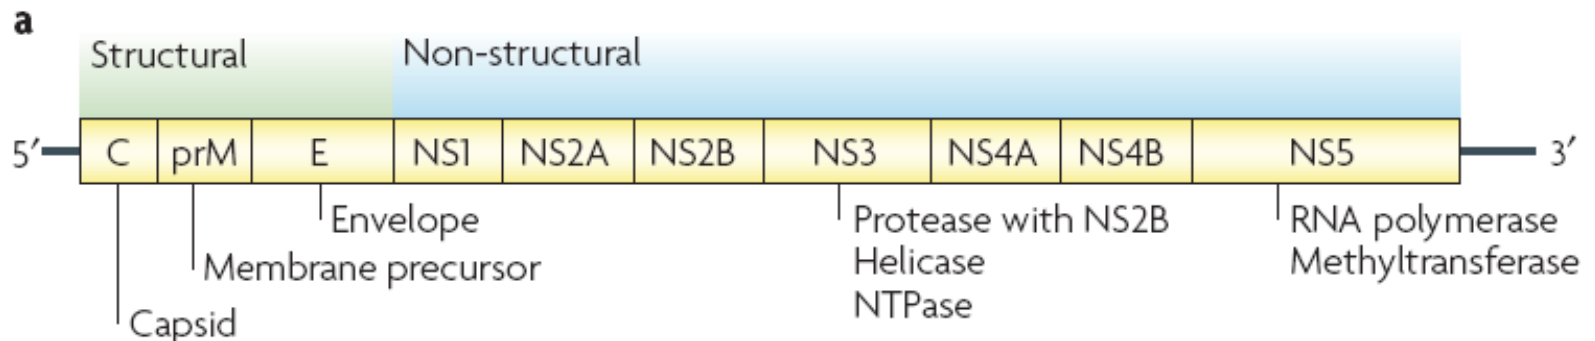 a
Structural Non-structural
5′ C prM E NS1 NS2A NS2B NS3 NS4A NS4B NS5 3′
Envelope
Membrane precursor
Capsid
Protease with NS2B
Helicase
NTPase
RNA polymerase
Methyltransferase